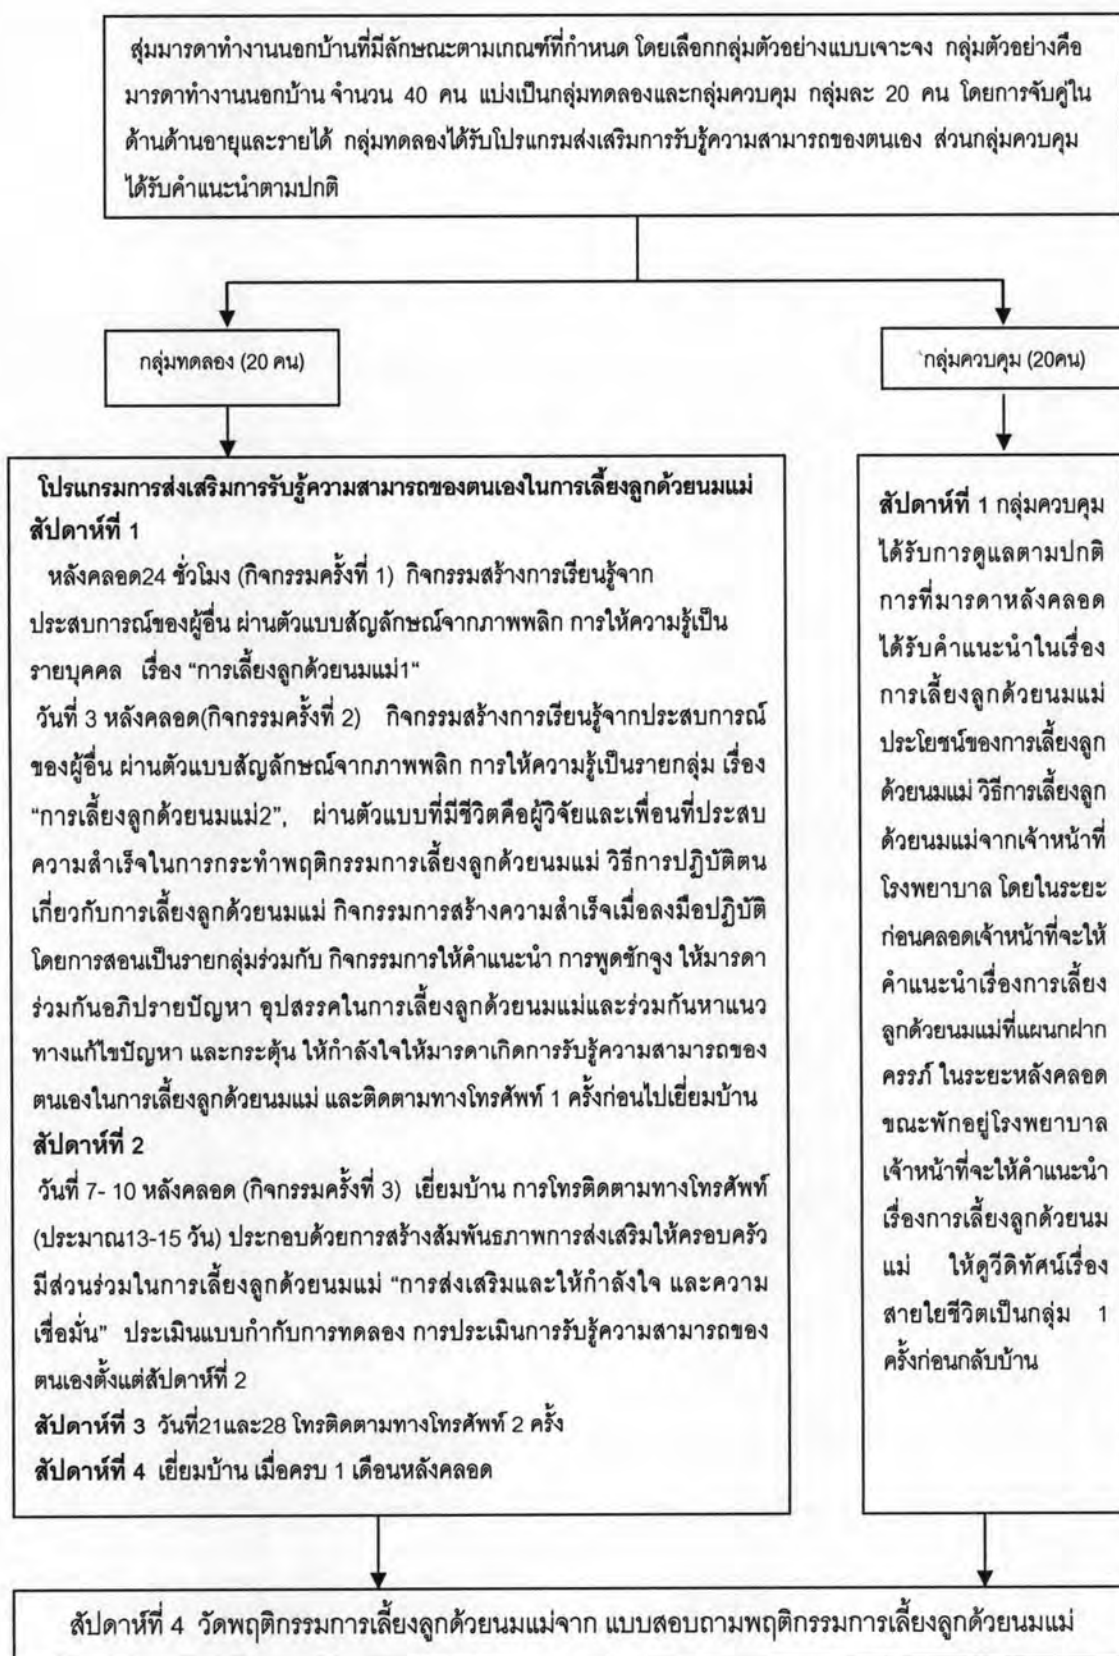 สุ่มมารดาทำงานนอกบ้านที่มีลักษณะตามเกณฑ์ที่กำหนด โดยเลือกกลุ่มตัวอย่างแบบเจาะจง กลุ่มตัวอย่างคือ
มารดาทำงานนอกบ้าน จำนวน 40 คน แบ่งเป็นกลุ่มทดลองและกลุ่มควบคุม กลุ่มละ 20 คน โดยการจับคู่ใน
ด้านด้านอายุและรายได้ กลุ่มทดลองได้รับโปรแกรมส่งเสริมการรับรู้ความสามารถของตนเอง ส่วนกลุ่มควบคุม
ได้รับคำแนะนำตามปกติ
กลุ่มทดลอง (20 คน)
กลุ่มควบคุม (20คน)
โปรแกรมการส่งเสริมการรับรู้ความสามารถของตนเองในการเลี้ยงลูกด้วยนมแม่
สัปดาห์ที่ 1
หลังคลอด24 ชั่วโมง (กิจกรรมครั้งที่ 1) กิจกรรมสร้างการเรียนรู้จาก
ประสบการณ์ของผู้อื่น ผ่านตัวแบบสัญลักษณ์จากภาพพลิก การให้ความรู้เป็น
รายบุคคล เรื่อง "การเลี้ยงลูกด้วยนมแม่1"
วันที่ 3 หลังคลอด(กิจกรรมครั้งที่ 2) กิจกรรมสร้างการเรียนรู้จากประสบการณ์
ของผู้อื่น ผ่านตัวแบบสัญลักษณ์จากภาพพลิก การให้ความรู้เป็นรายกลุ่ม เรื่อง
"การเลี้ยงลูกด้วยนมแม่2", ผ่านตัวแบบที่มีชีวิตคือผู้วิจัยและเพื่อนที่ประสบ
ความสำเร็จในการกระทำพฤติกรรมการเลี้ยงลูกด้วยนมแม่ วิธีการปฏิบัติตน
เกี่ยวกับการเลี้ยงลูกด้วยนมแม่ กิจกรรมการสร้างความสำเร็จเมื่อลงมือปฏิบัติ
โดยการสอนเป็นรายกลุ่มร่วมกับ กิจกรรมการให้คำแนะนำ การพูดชักจูง ให้มารดา
ร่วมกันอภิปรายปัญหา อุปสรรคในการเลี้ยงลูกด้วยนมแม่และร่วมกันหาแนว
ทางแก้ไขปัญหา และกระตุ้น ให้กำลังใจให้มารดาเกิดการรับรู้ความสามารถของ
ตนเองในการเลี้ยงลูกด้วยนมแม่ และติดตามทางโทรศัพท์ 1 ครั้งก่อนไปเยี่ยมบ้าน
สัปดาห์ที่ 2
วันที่ 7- 10 หลังคลอด (กิจกรรมครั้งที่ 3) เยี่ยมบ้าน การโทรติดตามทางโทรศัพท์
(ประมาณ13-15 วัน) ประกอบด้วยการสร้างสัมพันธภาพการส่งเสริมให้ครอบครัว
มีส่วนร่วมในการเลี้ยงลูกด้วยนมแม่ "การส่งเสริมและให้กำลังใจ และความ
เชื่อมั่น" ประเมินแบบกำกับการทดลอง การประเมินการรับรู้ความสามารถของ
ตนเองตั้งแต่สัปดาห์ที่ 2
สัปดาห์ที่ 3 วันที่21และ28 โทรติดตามทางโทรศัพท์ 2 ครั้ง
สัปดาห์ที่ 4 เยี่ยมบ้าน เมื่อครบ 1 เดือนหลังคลอด
สัปดาห์ที่ 1 กลุ่มควบคุม
ได้รับการดูแลตามปกติ
การที่มารดาหลังคลอด
ได้รับคำแนะนำในเรื่อง
การเลี้ยงลูกด้วยนมแม่
ประโยชน์ของการเลี้ยงลูก
ด้วยนมแม่ วิธีการเลี้ยงลูก
ด้วยนมแม่จากเจ้าหน้าที่
โรงพยาบาล โดยในระยะ
ก่อนคลอดเจ้าหน้าที่จะให้
คำแนะนำเรื่องการเลี้ยง
ลูกด้วยนมแม่ที่แผนกฝาก
ครรภ์ ในระยะหลังคลอด
ขณะพักอยู่โรงพยาบาล
เจ้าหน้าที่จะให้คำแนะนำ
เรื่องการเลี้ยงลูกด้วยนม
แม่ ให้ดูวีดิทัศน์เรื่อง
สายใยชีวิตเป็นกลุ่ม 1
ครั้งก่อนกลับบ้าน
สัปดาห์ที่ 4 วัดพฤติกรรมการเลี้ยงลูกด้วยนมแม่จาก แบบสอบถามพฤติกรรมการเลี้ยงลูกด้วยนมแม่